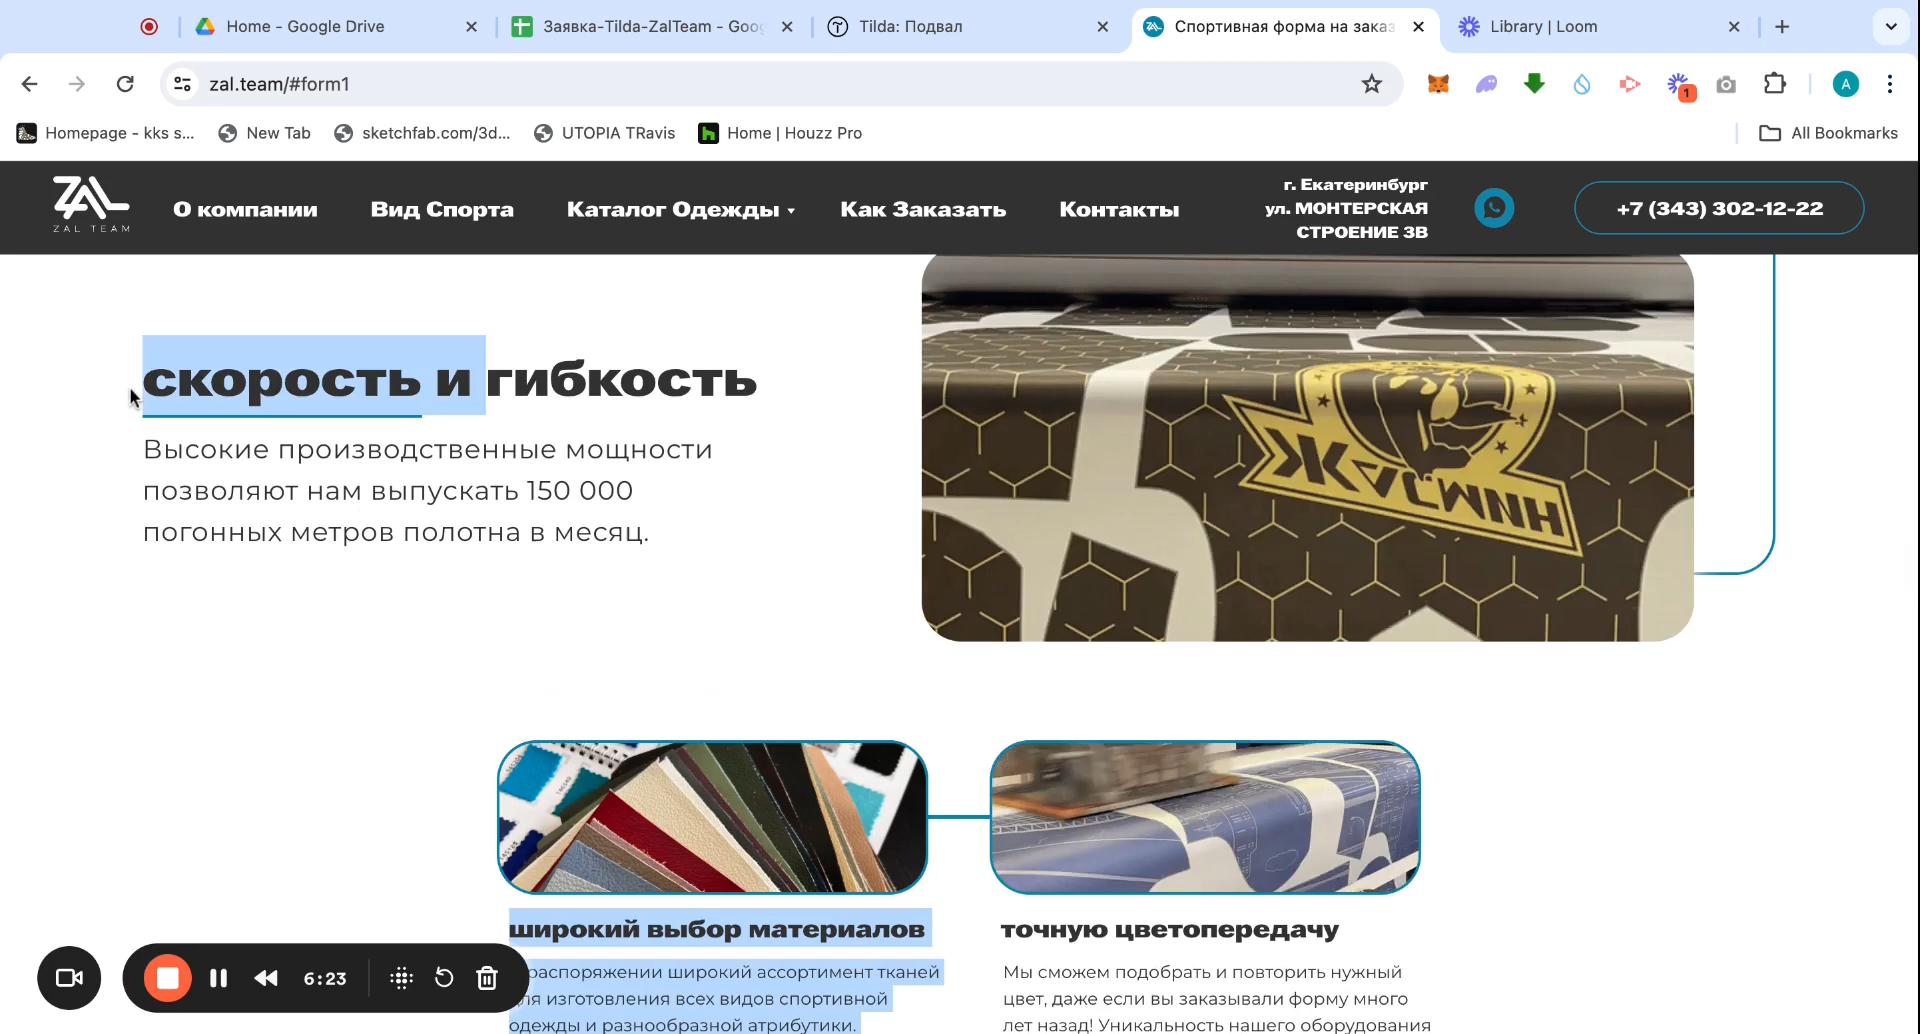 Home - Google Drive
Заявка-Tilda-ZalTeam - Goog
Tilda: Подвал
Спортивная форма на заказ
Library | Loom
zal.team/#form1
1
A
Homepage - kks s...
New Tab
sketchfab.com/3d...
UTOPIA TRavis
Home | Houzz Pro
All Bookmarks
ZAL
ZAL TEAM
О компании
Вид Спорта
Каталог Одежды
Как Заказать
Контакты
г. Екатеринбург
ул. МОНТЕРСКАЯ
СТРОЕНИЕ 3В
+7 (343) 302-12-22
скорость и гибкость
Высокие производственные мощности
позволяют нам выпускать 150 000
погонных метров полотна в месяц.
широкий выбор материалов
распоряжении широкий ассортимент тканей
для изготовления всех видов спортивной
одежды и разнообразной атрибутики.
точную цветопередачу
Мы сможем подобрать и повторить нужный
цвет, даже если вы заказывали форму много
лет назад! Уникальность нашего оборудования
6:23